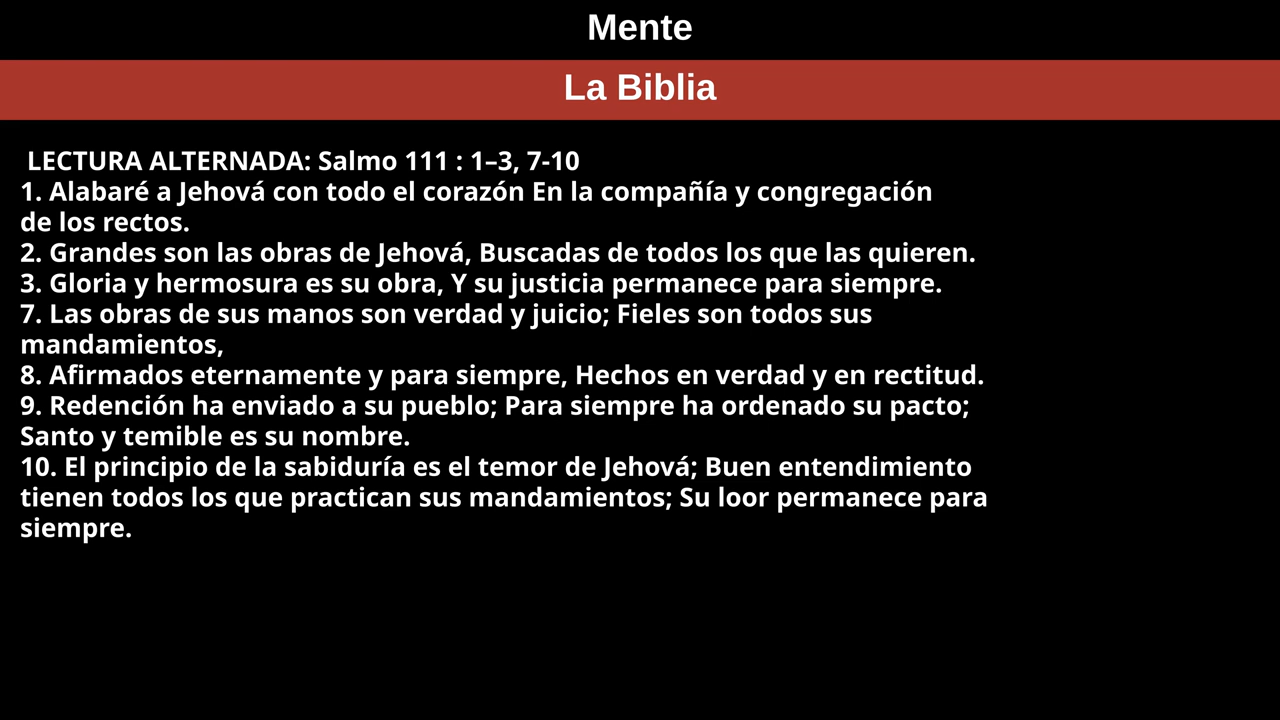 Mente
La Biblia
LECTURA ALTERNADA: Salmo 111 : 1–3, 7-10
1. Alabaré a Jehová con todo el corazón En la compañía y congregación
de los rectos.
2. Grandes son las obras de Jehová, Buscadas de todos los que las quieren.
3. Gloria y hermosura es su obra, Y su justicia permanece para siempre.
7. Las obras de sus manos son verdad y juicio; Fieles son todos sus
mandamientos,
8. Afirmados eternamente y para siempre, Hechos en verdad y en rectitud.
9. Redención ha enviado a su pueblo; Para siempre ha ordenado su pacto;
Santo y temible es su nombre.
10. El principio de la sabiduría es el temor de Jehová; Buen entendimiento
tienen todos los que practican sus mandamientos; Su loor permanece para
siempre.